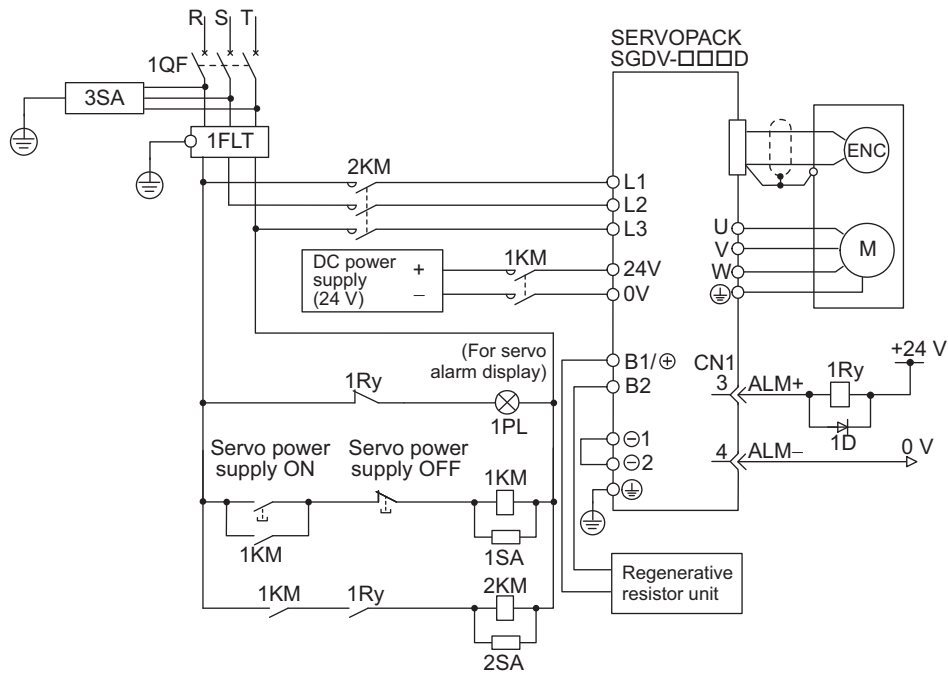 R S T
1QF
3SA
1FLT
2KM
SERVOPACK
SGDV-□□□D
ENC
L1
L2
L3
U
V
W
M
DC power
supply
(24 V)
+
−
1KM
24V
0V
(For servo
alarm display)
1Ry
1PL
B1/⊕
B2
CN1
3
ALM+
1Ry
+24 V
1D
4
ALM−
0 V
⊖1
⊖2
Servo power
supply ON
Servo power
supply OFF
1KM
1KM
1SA
1KM
1Ry
2KM
2SA
Regenerative
resistor unit